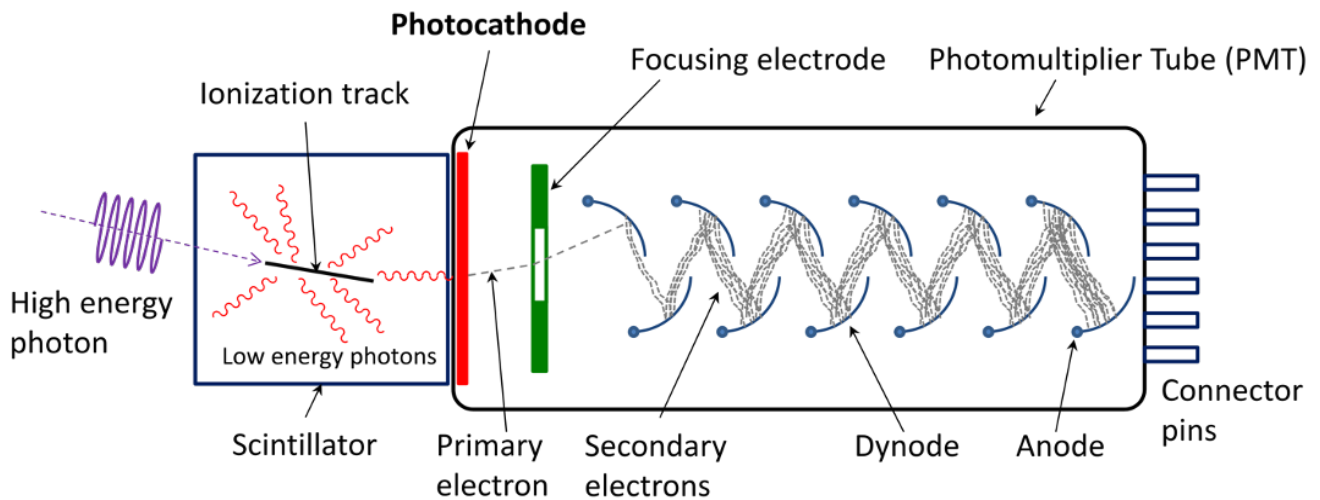 Photocathode
Focusing electrode
Photomultiplier Tube (PMT)
Ionization track
High energy
photon
Low energy photons
Scintillator
Primary
electron
Secondary
electrons
Dynode
Anode
Connector
pins